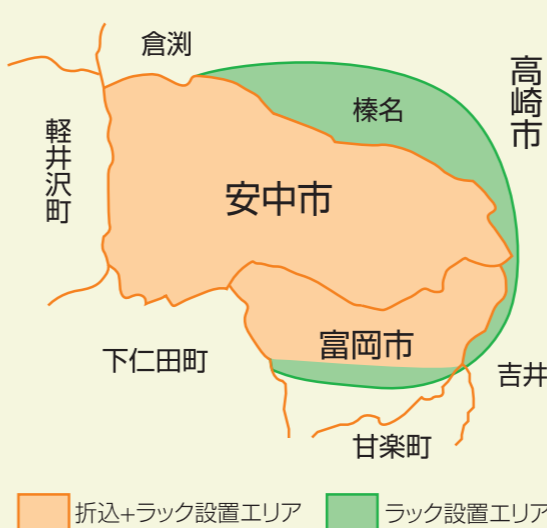 倉渕
高崎市
榛名
軽井沢町
安中市
富岡市
下仁田町
吉井
甘楽町
折込+ラック設置エリア
ラック設置エリア